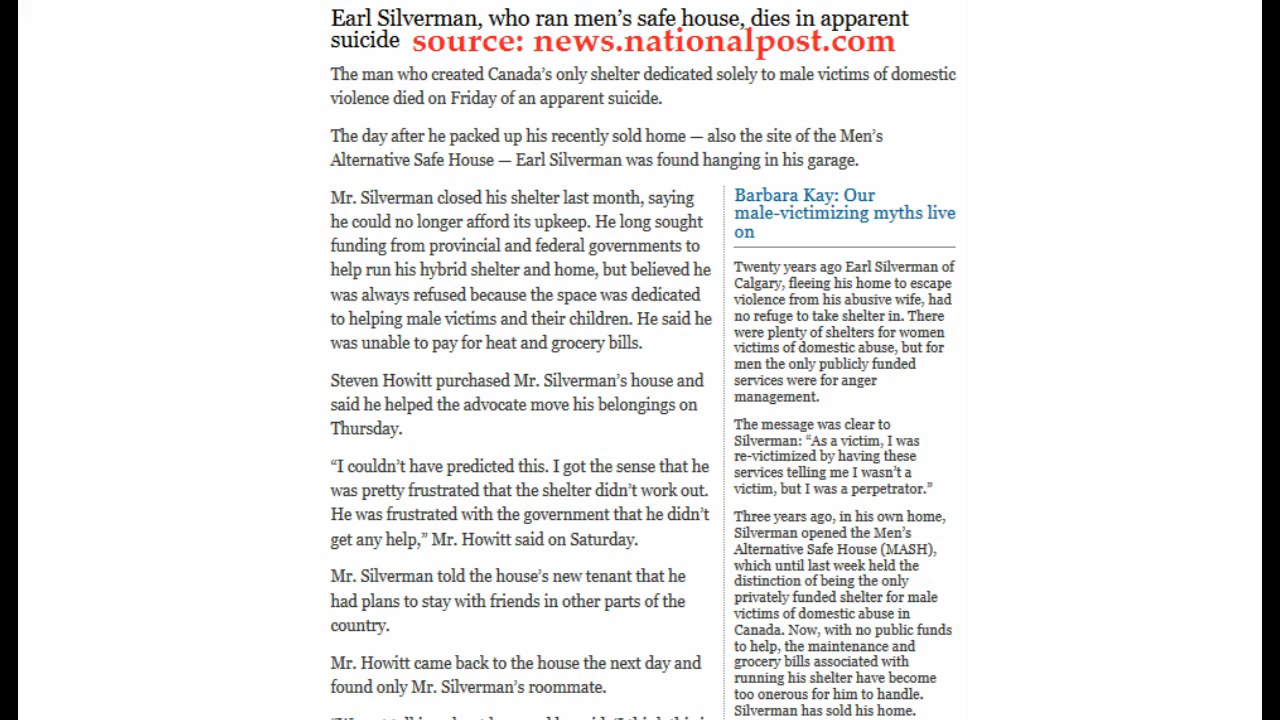 Earl Silverman, who ran men's safe house, dies in apparent
suicide source: news.nationalpost.com
The man who created Canada's only shelter dedicated solely to male victims of domestic
violence died on Friday of an apparent suicide.
The day after he packed up his recently sold home — also the site of the Men's
Alternative Safe House — Earl Silverman was found hanging in his garage.
Mr. Silverman closed his shelter last month, saying
he could no longer afford its upkeep. He long sought
funding from provincial and federal governments to
help run his hybrid shelter and home, but believed he
was always refused because the space was dedicated
to helping male victims and their children. He said he
was unable to pay for heat and grocery bills.
Steven Howitt purchased Mr. Silverman's house and
said he helped the advocate move his belongings on
Thursday.
“I couldn't have predicted this. I got the sense that he
was pretty frustrated that the shelter didn't work out.
He was frustrated with the government that he didn't
get any help,” Mr. Howitt said on Saturday.
Mr. Silverman told the house's new tenant that he
had plans to stay with friends in other parts of the
country.
Mr. Howitt came back to the house the next day and
found only Mr. Silverman's roommate.
Barbara Kay: Our
male-victimizing myths live
on
Twenty years ago Earl Silverman of
Calgary, fleeing his home to escape
violence from his abusive wife, had
no refuge to take shelter in. There
were plenty of shelters for women
victims of domestic abuse, but for
men the only publicly funded
services were for anger
management.
The message was clear to
Silverman: “As a victim, I was
re-victimized by having these
services telling me I wasn't a
victim, but I was a perpetrator.”
Three years ago, in his own home,
Silverman opened the Men's
Alternative Safe House (MASH),
which until last week held the
distinction of being the only
privately funded shelter for male
victims of domestic abuse in
Canada. Now, with no public funds
to help, the maintenance and
grocery bills associated with
running his shelter have become
too onerous for him to handle.
Silverman has sold his home.